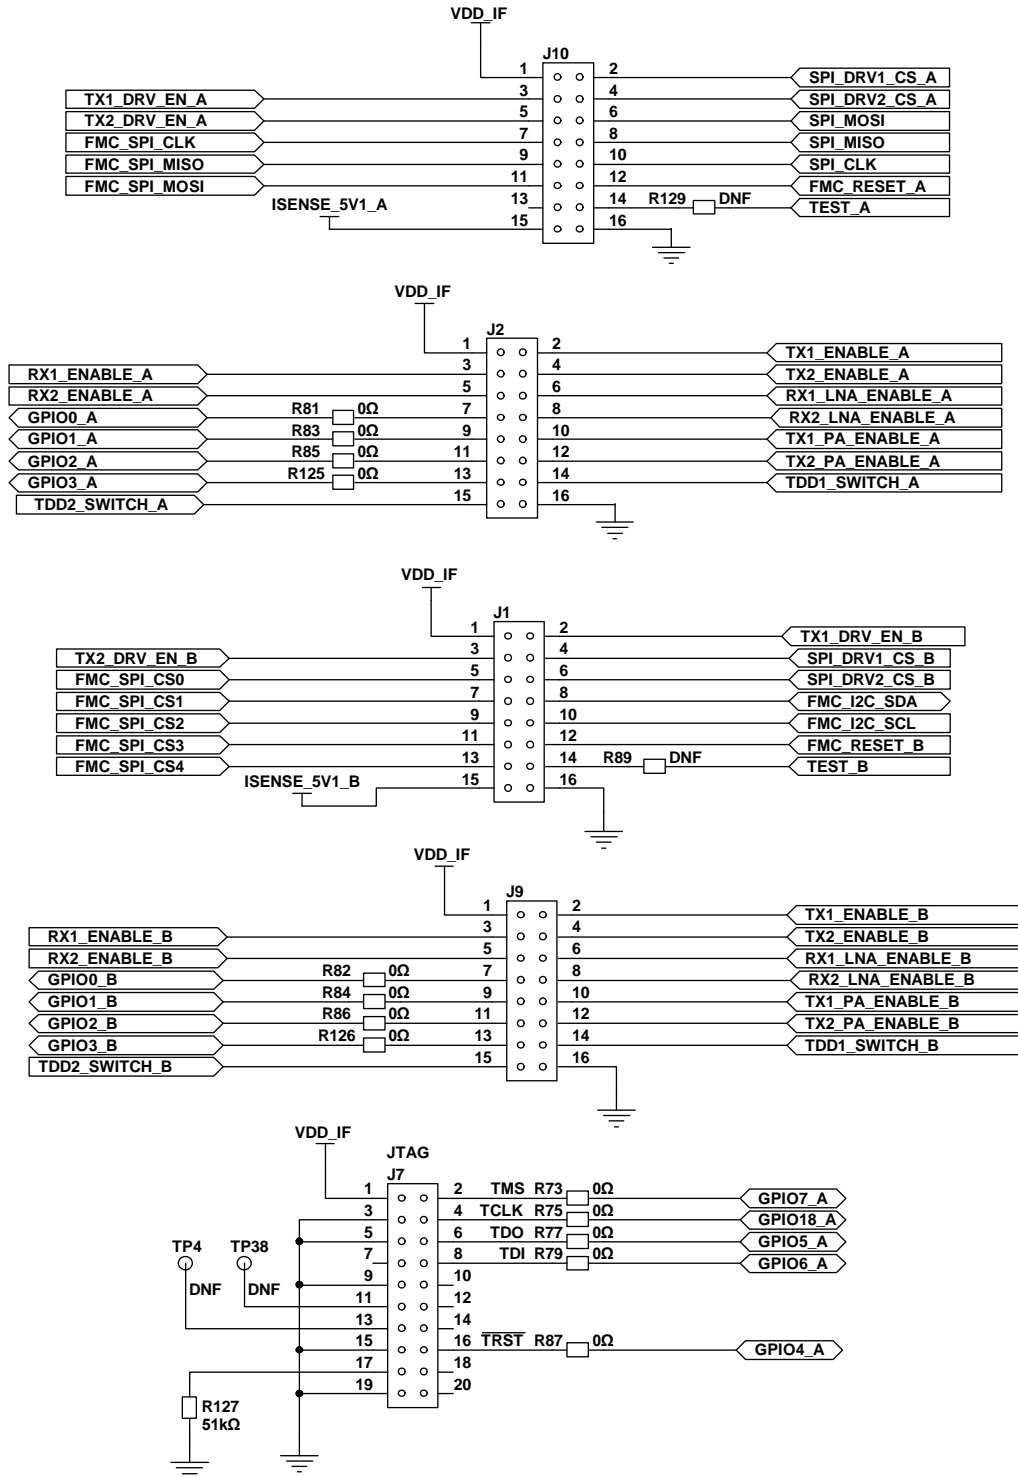 VDD_IF
J10
1 2 SPI_DRV1_CS_A
TX1_DRV_EN_A 3 4 SPI_DRV2_CS_A
TX2_DRV_EN_A 5 6 SPI_MOSI
FMC_SPI_CLK 7 8 SPI_MISO
FMC_SPI_MISO 9 10 SPI_CLK
FMC_SPI_MOSI 11 12 FMC_RESET_A
ISENSE_5V1_A 13 14 R129 DNF TEST_A
15 16
VDD_IF
J2
1 2 TX1_ENABLE_A
RX1_ENABLE_A 3 4 TX2_ENABLE_A
RX2_ENABLE_A 5 6 RX1_LNA_ENABLE_A
GPIO0_A R81 0Ω 7 8 RX2_LNA_ENABLE_A
GPIO1_A R83 0Ω 9 10 TX1_PA_ENABLE_A
GPIO2_A R85 0Ω 11 12 TX2_PA_ENABLE_A
GPIO3_A R125 0Ω 13 14 TDD1_SWITCH_A
TDD2_SWITCH_A 15 16
VDD_IF
J1
1 2 TX1_DRV_EN_B
TX2_DRV_EN_B 3 4 SPI_DRV1_CS_B
FMC_SPI_CS0 5 6 SPI_DRV2_CS_B
FMC_SPI_CS1 7 8 FMC_I2C_SDA
FMC_SPI_CS2 9 10 FMC_I2C_SCL
FMC_SPI_CS3 11 12 FMC_RESET_B
FMC_SPI_CS4 13 14 R89 DNF TEST_B
ISENSE_5V1_B 15 16
VDD_IF
J9
1 2 TX1_ENABLE_B
RX1_ENABLE_B 3 4 TX2_ENABLE_B
RX2_ENABLE_B 5 6 RX1_LNA_ENABLE_B
GPIO0_B R82 0Ω 7 8 RX2_LNA_ENABLE_B
GPIO1_B R84 0Ω 9 10 TX1_PA_ENABLE_B
GPIO2_B R86 0Ω 11 12 TX2_PA_ENABLE_B
GPIO3_B R126 0Ω 13 14 TDD1_SWITCH_B
TDD2_SWITCH_B 15 16
VDD_IF
JTAG
J7
1 2 TMS R73 0Ω GPIO7_A
3 4 TCLK R75 0Ω GPIO18_A
5 6 TDO R77 0Ω GPIO5_A
TP4 TP38 7 8 TDI R79 0Ω GPIO6_A
9 10
DNF DNF 11 12
13 14
15 16 TRST R87 0Ω GPIO4_A
17 18
19 20
R127
51kΩ